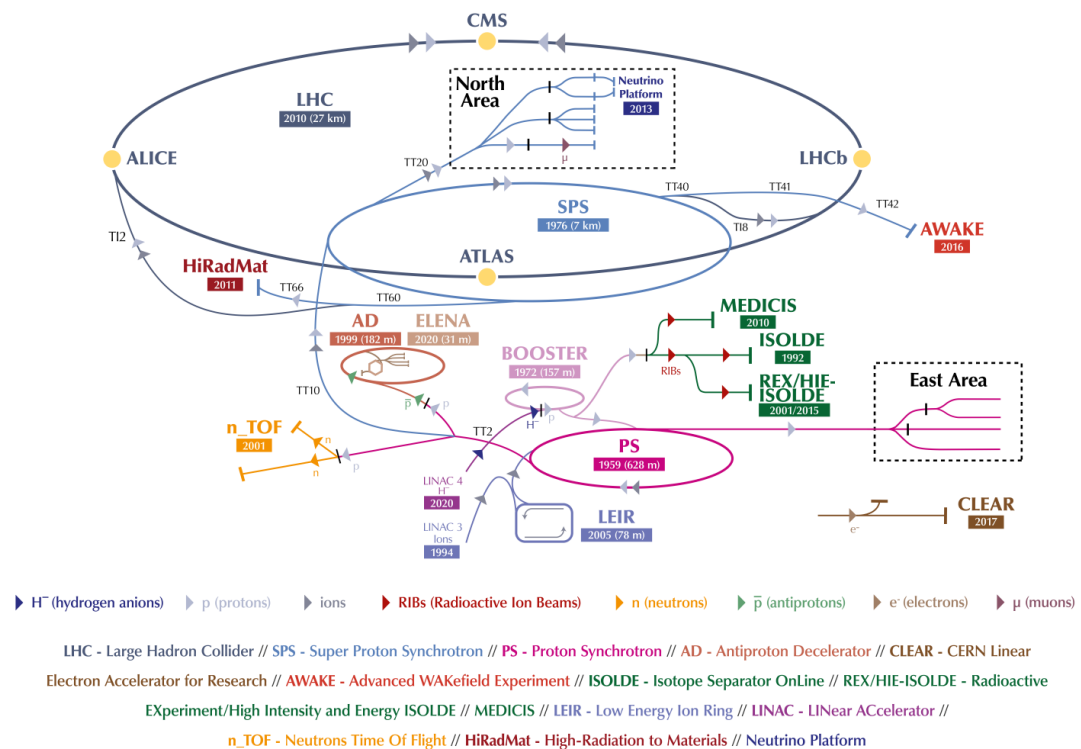 CMS
North
Area
Neutrino
Platform
2013
LHC
2010 (27 km)
ALICE
LHCb
TT20
μ
TT40
TT41
TT42
SPS
1976 (7 km)
TI8
AWAKE
2016
TI2
ATLAS
HiRadMat
2011
TT66
TT60
MEDICIS
2010
AD
1999 (182 m)
ELENA
2020 (31 m)
ISOLDE
1992
BOOSTER
1972 (157 m)
RIBs
REX/HIE-
ISOLDE
2001/2015
East Area
TT10
p̅
p
H⁻
p
TT2
n_TOF
2001
n
n
p
PS
1959 (628 m)
LINAC 4
H⁻
2020
LINAC 3
Ions
1994
LEIR
2005 (78 m)
CLEAR
2017
e⁻
H⁻ (hydrogen anions) p (protons) ions RIBs (Radioactive Ion Beams) n (neutrons) p̅ (antiprotons) e⁻ (electrons) μ (muons)
LHC - Large Hadron Collider // SPS - Super Proton Synchrotron // PS - Proton Synchrotron // AD - Antiproton Decelerator // CLEAR - CERN Linear
Electron Accelerator for Research // AWAKE - Advanced WAKefield Experiment // ISOLDE - Isotope Separator OnLine // REX/HIE-ISOLDE - Radioactive
EXperiment/High Intensity and Energy ISOLDE // MEDICIS // LEIR - Low Energy Ion Ring // LINAC - LINear ACcelerator //
n_TOF - Neutrons Time Of Flight // HiRadMat - High-Radiation to Materials // Neutrino Platform